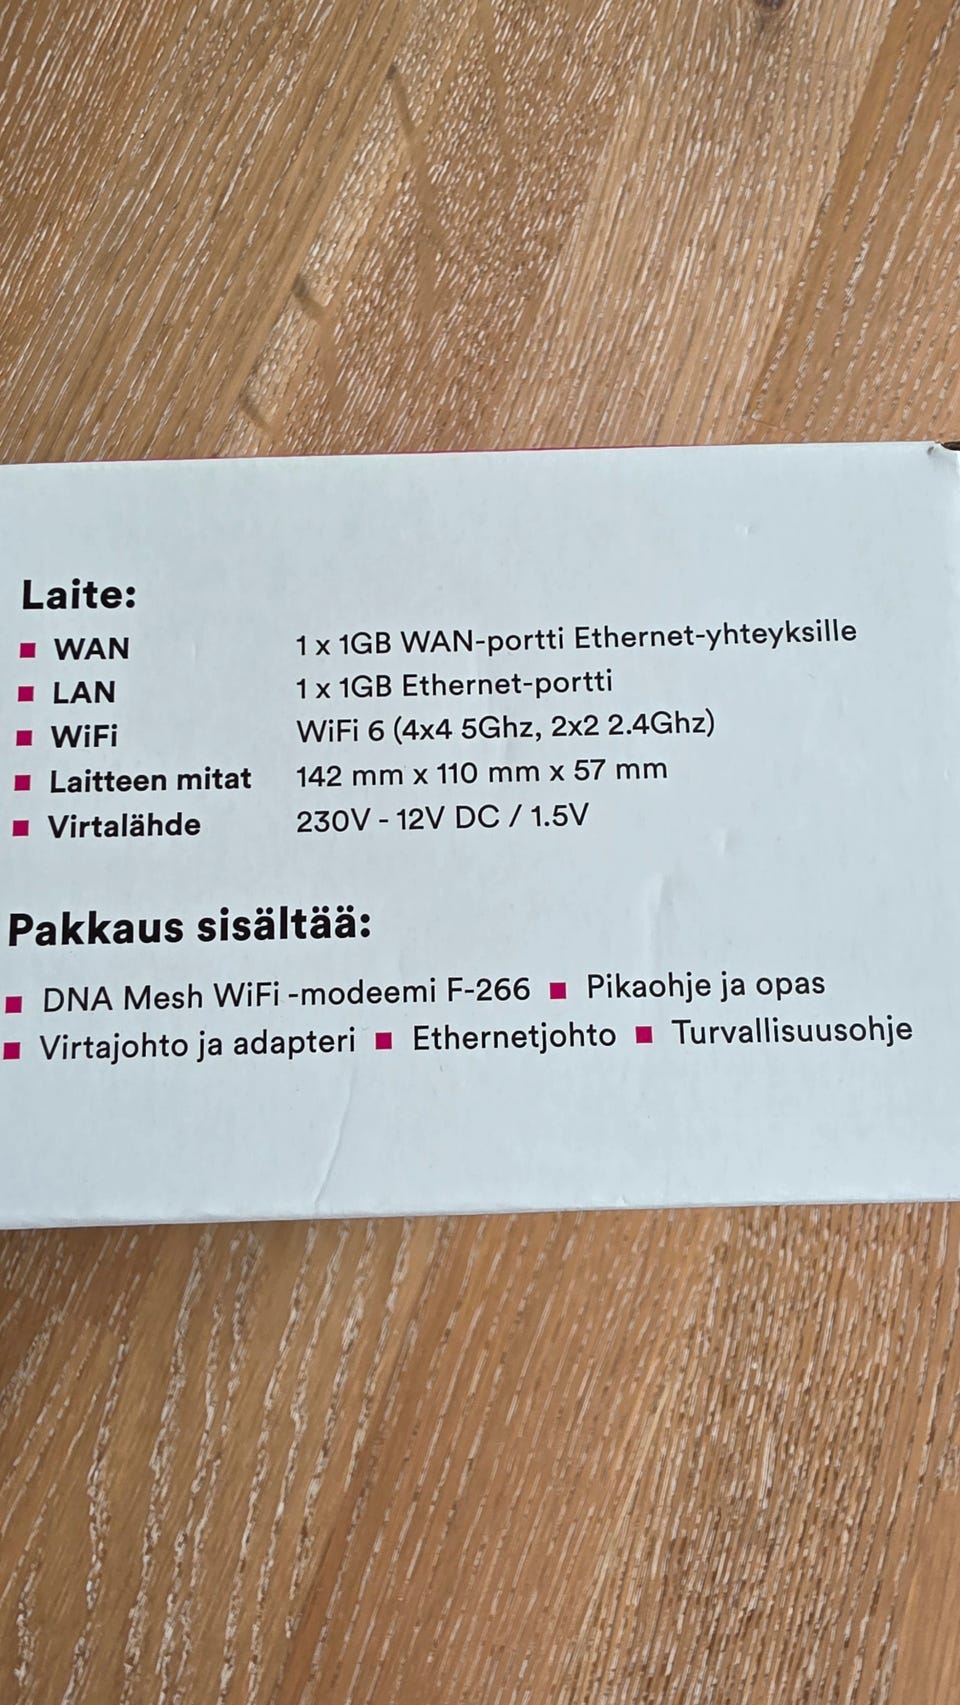 Laite:
■ WAN 1 x 1GB WAN-portti Ethernet-yhteyksille
■ LAN 1 x 1GB Ethernet-portti
■ WiFi WiFi 6 (4x4 5Ghz, 2x2 2.4Ghz)
■ Laitteen mitat 142 mm x 110 mm x 57 mm
■ Virtalähde 230V - 12V DC / 1.5V
Pakkaus sisältää:
■ DNA Mesh WiFi -modeemi F-266 ■ Pikaohje ja opas
■ Virtajohto ja adapteri ■ Ethernetjohto ■ Turvallisuusohje